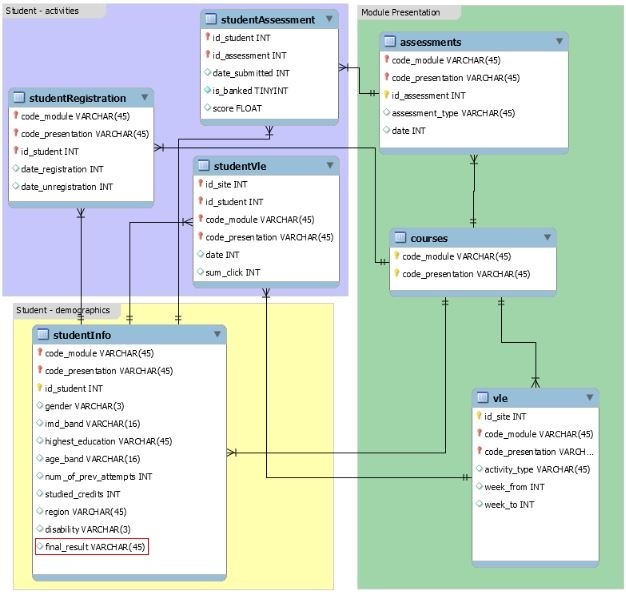 Student - activities
studentAssessment
id_student INT
id_assessment INT
date_submitted INT
is_banked TINYINT
score FLOAT
studentRegistration
code_module VARCHAR(45)
code_presentation VARCHAR(45)
id_student INT
date_registration INT
date_unregistration INT
studentVle
id_site INT
id_student INT
code_module VARCHAR(45)
code_presentation VARCHAR(45)
date INT
sum_click INT
Student - demographics
studentInfo
code_module VARCHAR(45)
code_presentation VARCHAR(45)
id_student INT
gender VARCHAR(3)
imd_band VARCHAR(16)
highest_education VARCHAR(45)
age_band VARCHAR(16)
num_of_prev_attempts INT
studied_credits INT
region VARCHAR(45)
disability VARCHAR(3)
final_result VARCHAR(45)
Module Presentation
assessments
code_module VARCHAR(45)
code_presentation VARCHAR(45)
id_assessment INT
assessment_type VARCHAR(45)
date INT
courses
code_module VARCHAR(45)
code_presentation VARCHAR(45)
vle
id_site INT
code_module VARCHAR(45)
code_presentation VARCH...
activity_type VARCHAR(45)
week_from INT
week_to INT